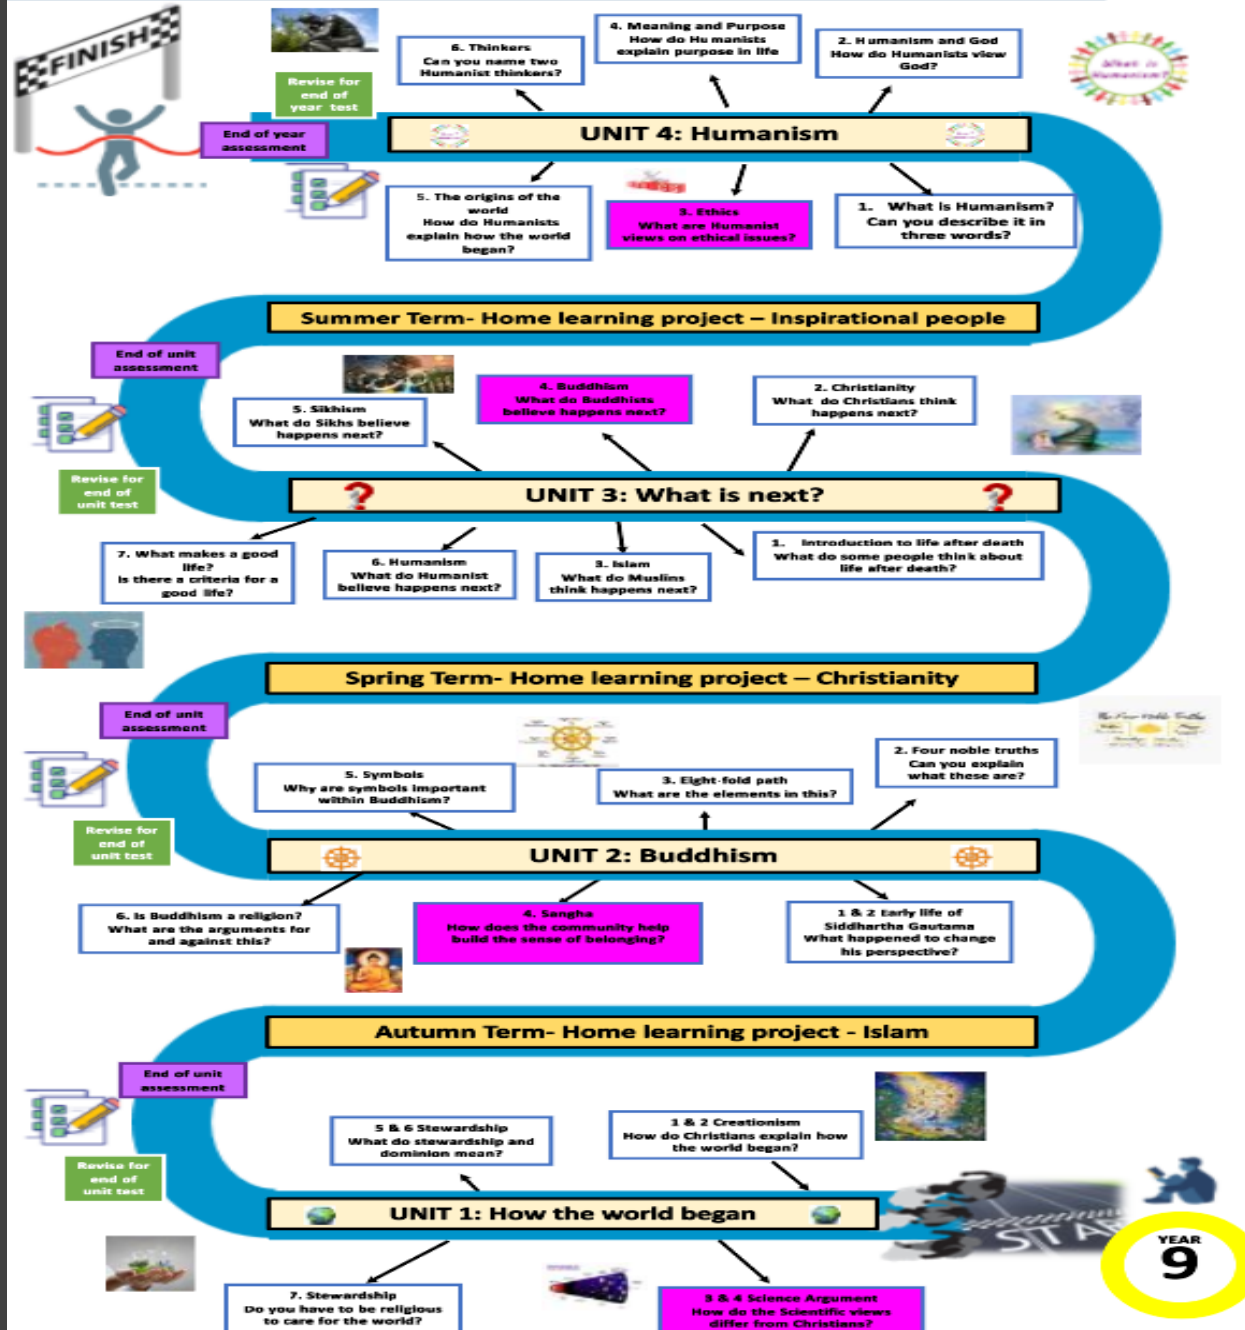 FINISH
6. Thinkers
Can you name two
Humanist thinkers?
4. Meaning and Purpose
How do Humanists
explain purpose in life
2. Humanism and God
How do Humanists view
God?
What is
Humanism?
Revise for
end of
year test
End of year
assessment
UNIT 4: Humanism
5. The origins of the
world
How do Humanists
explain how the world
began?
3. Ethics
What are Humanist
views on ethical issues?
1. What is Humanism?
Can you describe it in
three words?
Summer Term- Home learning project – Inspirational people
End of unit
assessment
5. Sikhism
What do Sikhs believe
happens next?
4. Buddhism
What do Buddhists
believe happens next?
2. Christianity
What do Christians think
happens next?
Revise for
end of
unit test
UNIT 3: What is next?
7. What makes a good
life?
Is there a criteria for a
good life?
6. Humanism
What do Humanist
believe happens next?
3. Islam
What do Muslims
think happens next?
1. Introduction to life after death
What do some people think about
life after death?
Spring Term- Home learning project – Christianity
End of unit
assessment
The Four Noble Truths
5. Symbols
Why are symbols important
within Buddhism?
3. Eight-fold path
What are the elements in this?
2. Four noble truths
Can you explain
what these are?
Revise for
end of
unit test
UNIT 2: Buddhism
6. Is Buddhism a religion?
What are the arguments for
and against this?
4. Sangha
How does the community help
build the sense of belonging?
1 & 2 Early life of
Siddhartha Gautama
What happened to change
his perspective?
Autumn Term- Home learning project - Islam
End of unit
assessment
5 & 6 Stewardship
What do stewardship and
dominion mean?
1 & 2 Creationism
How do Christians explain how
the world began?
Revise for
end of
unit test
UNIT 1: How the world began
STA
YEAR
9
7. Stewardship
Do you have to be religious
to care for the world?
3 & 4 Science Argument
How do the Scientific views
differ from Christians?